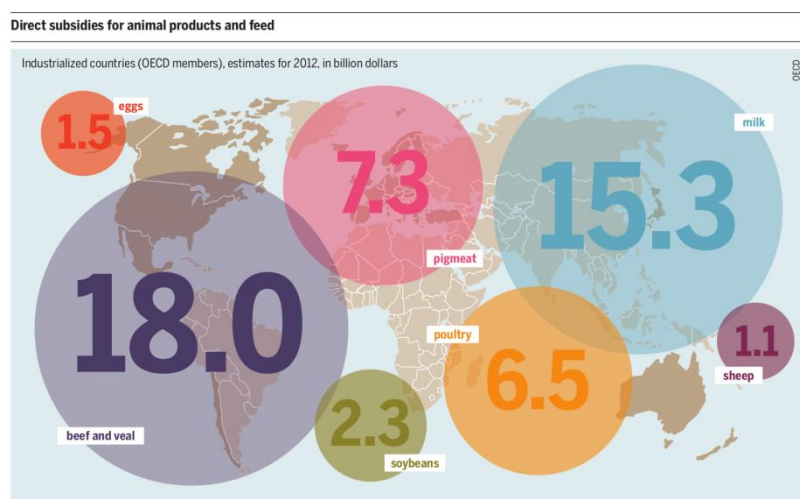 Direct subsidies for animal products and feed
Industrialized countries (OECD members), estimates for 2012, in billion dollars
OECD
eggs
1.5
7.3
pigmeat
milk
15.3
18.0
beef and veal
poultry
6.5
2.3
soybeans
1.1
sheep